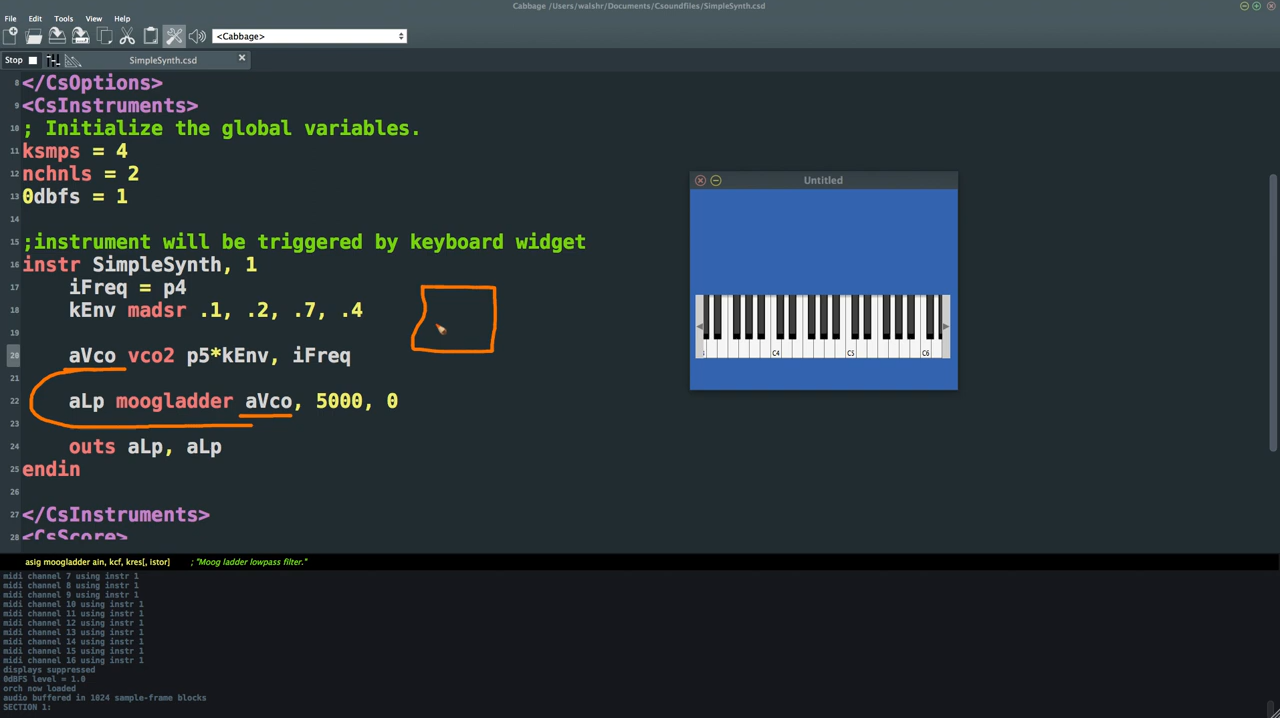 Cabbage /Users/walshr/Documents/Csoundfiles/SimpleSynth.csd
File Edit Tools View Help
<Cabbage>
Stop SimpleSynth.csd
8 </CsOptions>
9 <CsInstruments>
10 ; Initialize the global variables.
11 ksmps = 4
12 nchnls = 2
13 0dbfs = 1
14
15 ;instrument will be triggered by keyboard widget
16 instr SimpleSynth, 1
17 iFreq = p4
18 kEnv madsr .1, .2, .7, .4
19
20 aVco vco2 p5*kEnv, iFreq
21
22 aLp moogladder aVco, 5000, 0
23
24 outs aLp, aLp
25 endin
26
27 </CsInstruments>
28 <CsScore>
Untitled
C4 C5 C6
asig moogladder ain, kcf, kres[, istor] ; "Moog ladder lowpass filter."
midi channel 7 using instr 1
midi channel 8 using instr 1
midi channel 9 using instr 1
midi channel 10 using instr 1
midi channel 11 using instr 1
midi channel 12 using instr 1
midi channel 13 using instr 1
midi channel 14 using instr 1
midi channel 15 using instr 1
midi channel 16 using instr 1
displays suppressed
0dBFS level = 1.0
orch now loaded
audio buffered in 1024 sample-frame blocks
SECTION 1: